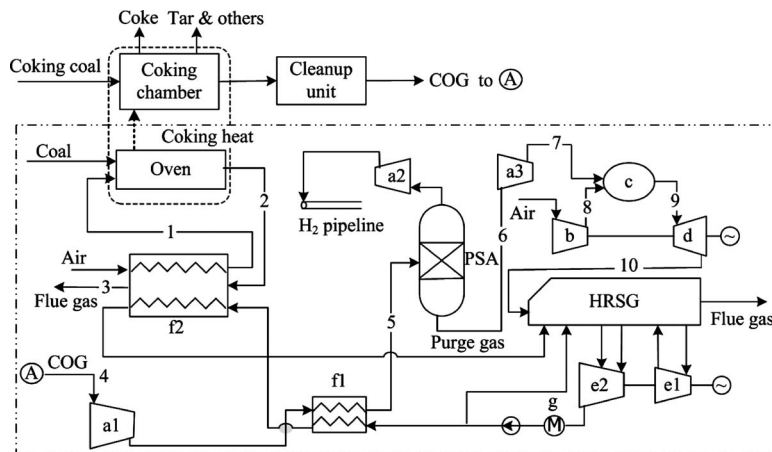 Coke
Tar & others
Coking coal
Coking
chamber
Cleanup
unit
COG to A
Coking heat
Coal
Oven
2
1
a2
H₂ pipeline
PSA
a3
7
c
Air
8
9
6
b
d
~
Air
3
Flue gas
f2
5
10
HRSG
Flue gas
Purge gas
A
COG
4
a1
f1
g
M
e2
e1
~